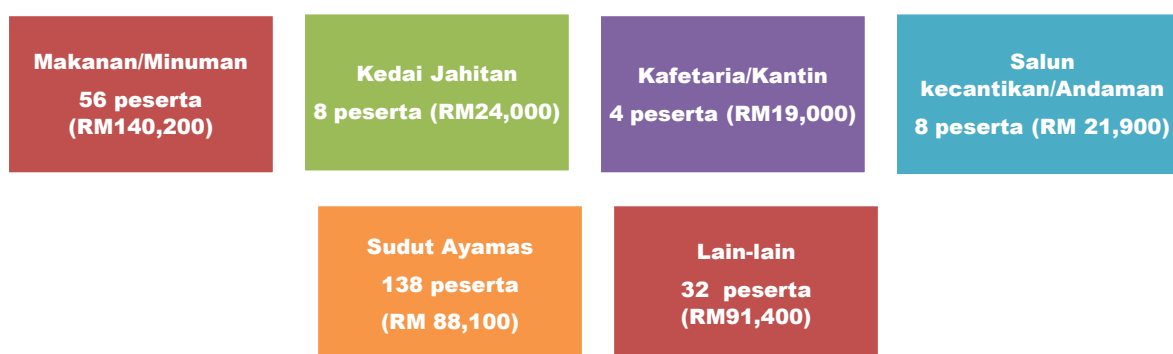 Makanan/Minuman
56 peserta
(RM140,200)
Kedai Jahitan
8 peserta (RM24,000)
Kafetaria/Kantin
4 peserta (RM19,000)
Salun
kecantikan/Andaman
8 peserta (RM 21,900)
Sudut Ayamas
138 peserta
(RM 88,100)
Lain-lain
32 peserta
(RM91,400)